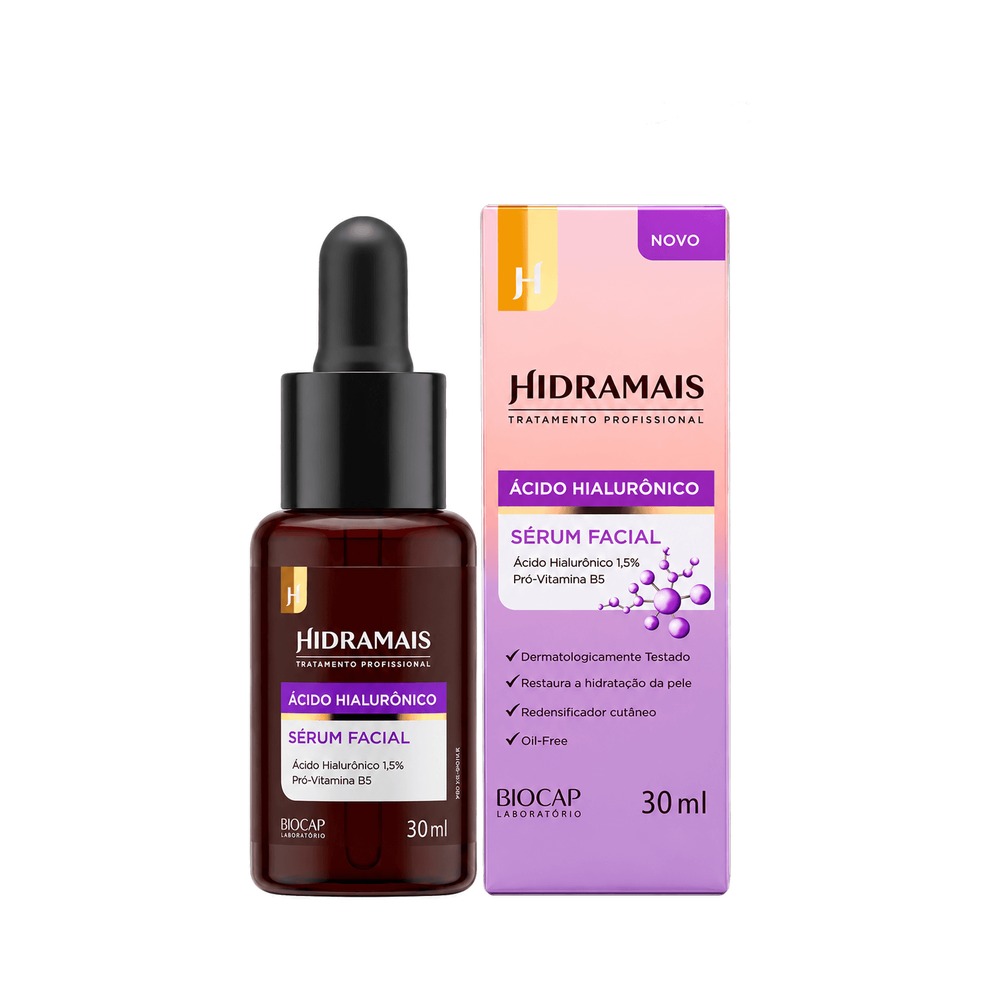 H
HIDRAMAIS
TRATAMENTO PROFISSIONAL
ÁCIDO HIALURÔNICO
SÉRUM FACIAL
Ácido Hialurônico 1,5%
Pró-Vitamina B5
BIOCAP
LABORATÓRIO
30 ml
NOVO
H
HIDRAMAIS
TRATAMENTO PROFISSIONAL
ÁCIDO HIALURÔNICO
SÉRUM FACIAL
Ácido Hialurônico 1,5%
Pró-Vitamina B5
Dermatologicamente Testado
Restaura a hidratação da pele
Redensificador cutâneo
Oil-Free
BIOCAP
LABORATÓRIO
30 ml